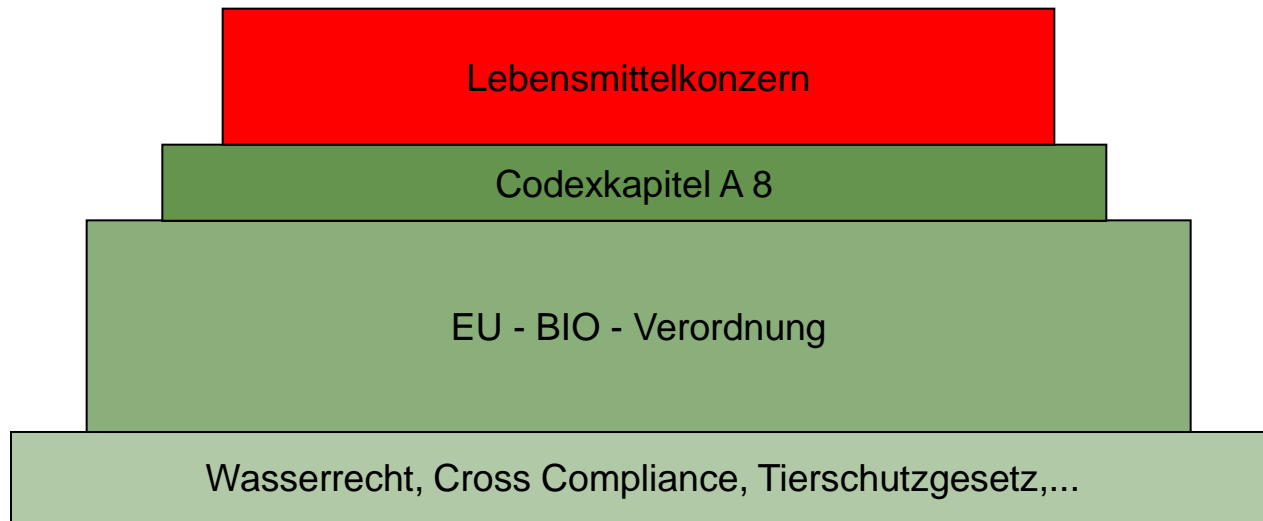 Lebensmittelkonzern
Codexkapitel A 8
EU - BIO - Verordnung
Wasserrecht, Cross Compliance, Tierschutzgesetz,...